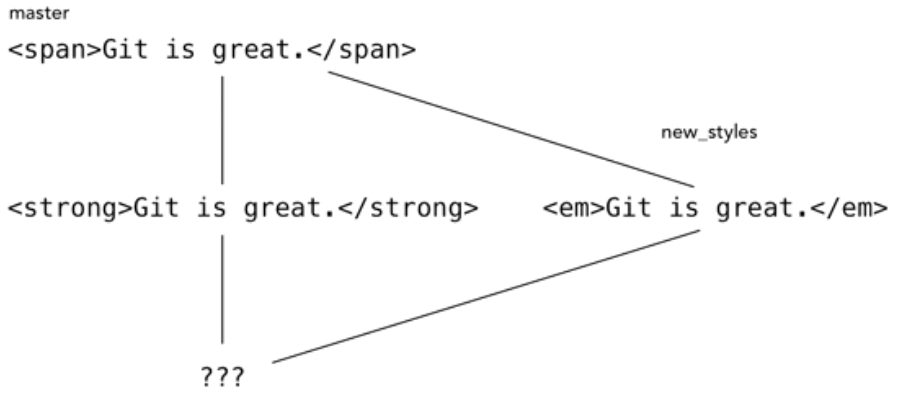 master
<span>Git is great.</span>
new_styles
<strong>Git is great.</strong>
<em>Git is great.</em>
???